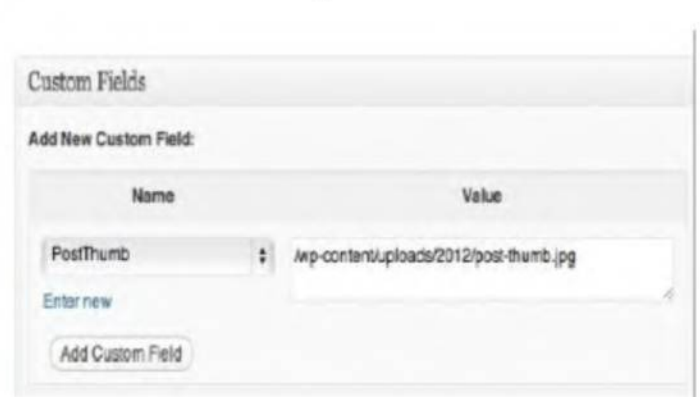 Custom Fields
Add New Custom Field:
Name Value
PostThumb /wp-content/uploads/2012/post-thumb.jpg
Enter new
Add Custom Field